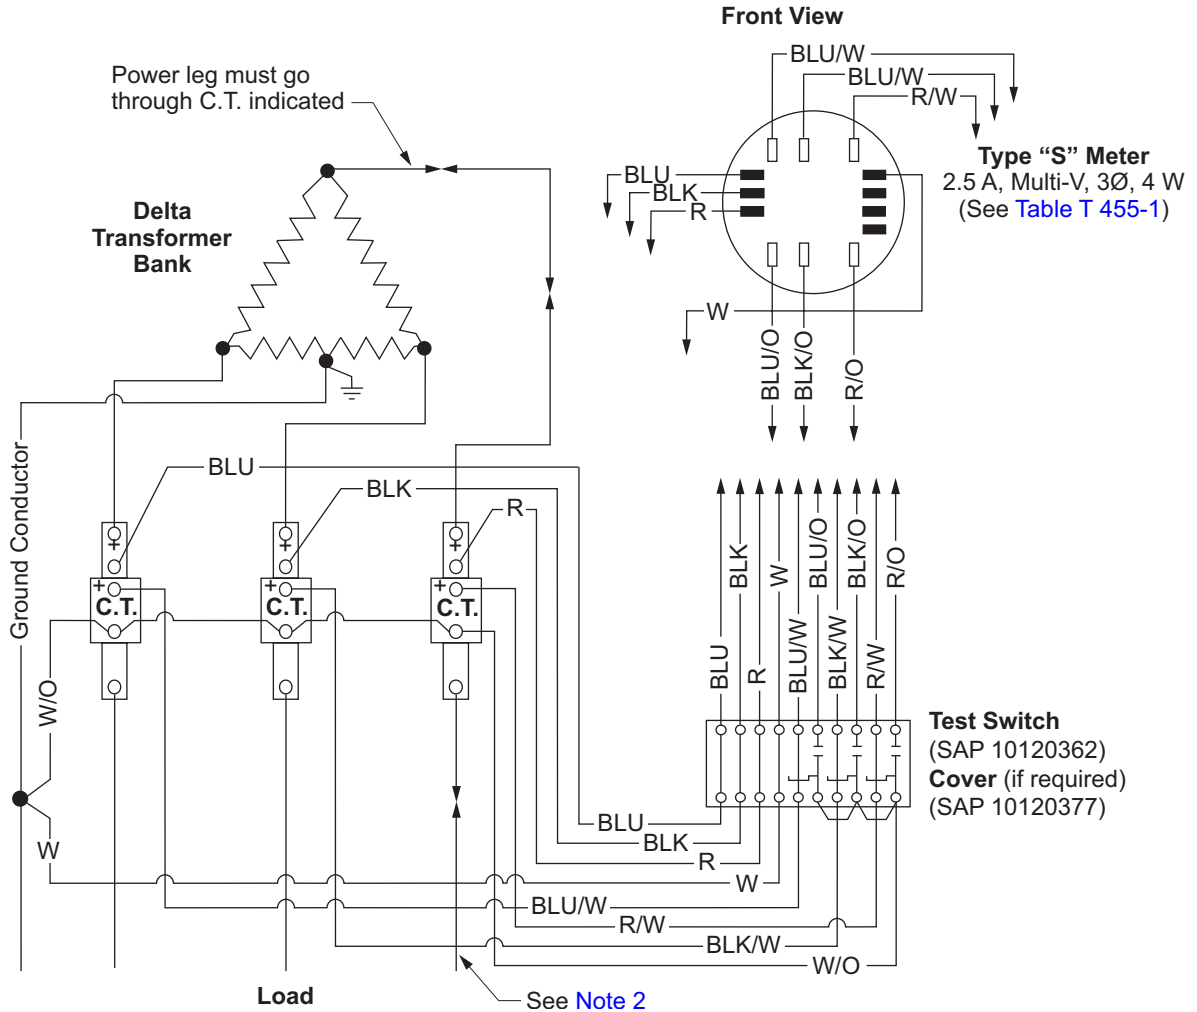 Front View
BLU/W
BLU/W
R/W
Power leg must go
through C.T. indicated
Type “S” Meter
2.5 A, Multi-V, 3Ø, 4 W
(See Table T 455-1)
BLU
BLK
R
Delta
Transformer
Bank
W
BLU/O
BLK/O
R/O
Ground Conductor
BLU
BLK
R
+
+
+
BLK
W
BLU/O
BLK/O
R/O
+
C.T.
+
C.T.
+
C.T.
BLU
R
BLU/W
BLK/W
R/W
W/O
Test Switch
(SAP 10120362)
Cover (if required)
(SAP 10120377)
BLU
BLK
R
W
W
BLU/W
R/W
BLK/W
W/O
Load
See Note 2